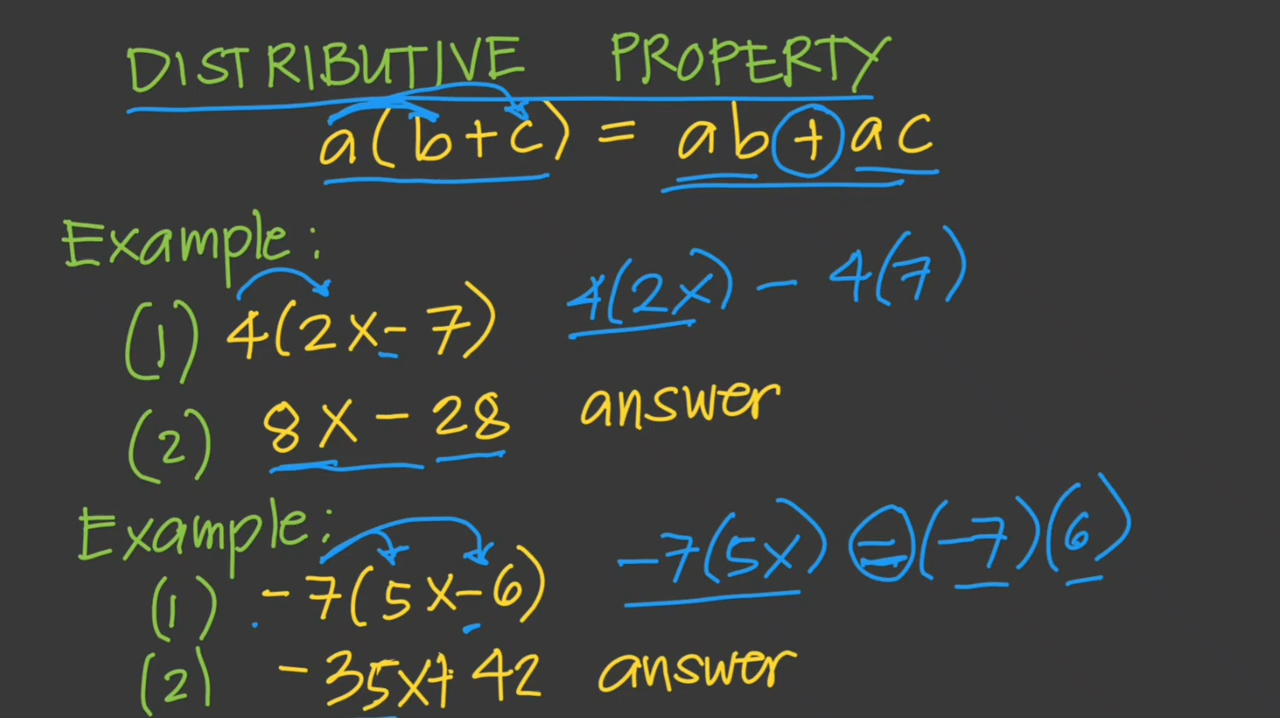 DISTRIBUTIVE PROPERTY
a(b+c) = ab + ac
Example:
(1) 4(2x - 7) 4(2x) - 4(7)
(2) 8x - 28 answer
Example:
(1) -7(5x-6) -7(5x) - (-7)(6)
(2) -35x+ 42 answer